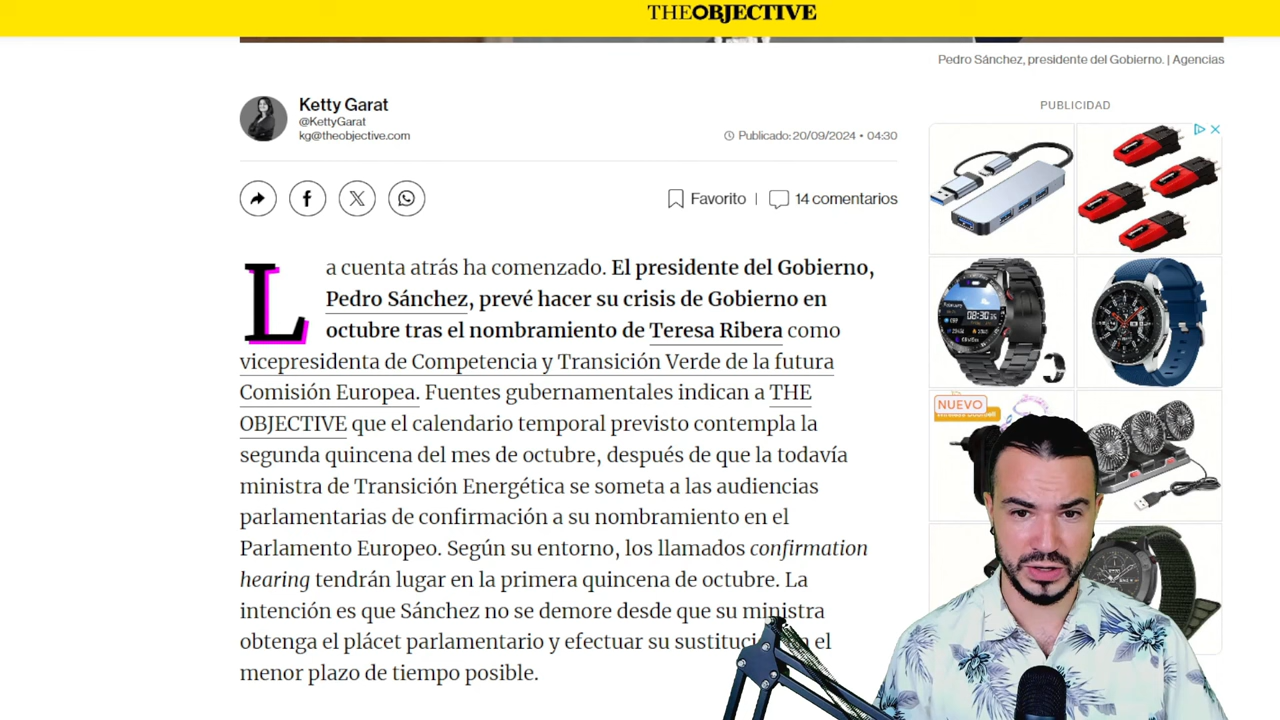 THEOBJECTIVE
Pedro Sánchez, presidente del Gobierno. | Agencias
Ketty Garat
@KettyGarat
kg@theobjective.com
Publicado: 20/09/2024 • 04:30
PUBLICIDAD
Favorito | 14 comentarios
La cuenta atrás ha comenzado. El presidente del Gobierno,
Pedro Sánchez, prevé hacer su crisis de Gobierno en
octubre tras el nombramiento de Teresa Ribera como
vicepresidenta de Competencia y Transición Verde de la futura
Comisión Europea. Fuentes gubernamentales indican a THE
OBJECTIVE que el calendario temporal previsto contempla la
segunda quincena del mes de octubre, después de que la todavía
ministra de Transición Energética se someta a las audiencias
parlamentarias de confirmación a su nombramiento en el
Parlamento Europeo. Según su entorno, los llamados confirmation
hearing tendrán lugar en la primera quincena de octubre. La
intención es que Sánchez no se demore desde que su ministra
obtenga el plácet parlamentario y efectuar su el
menor plazo de tiempo posible.
08:30
NUEVO